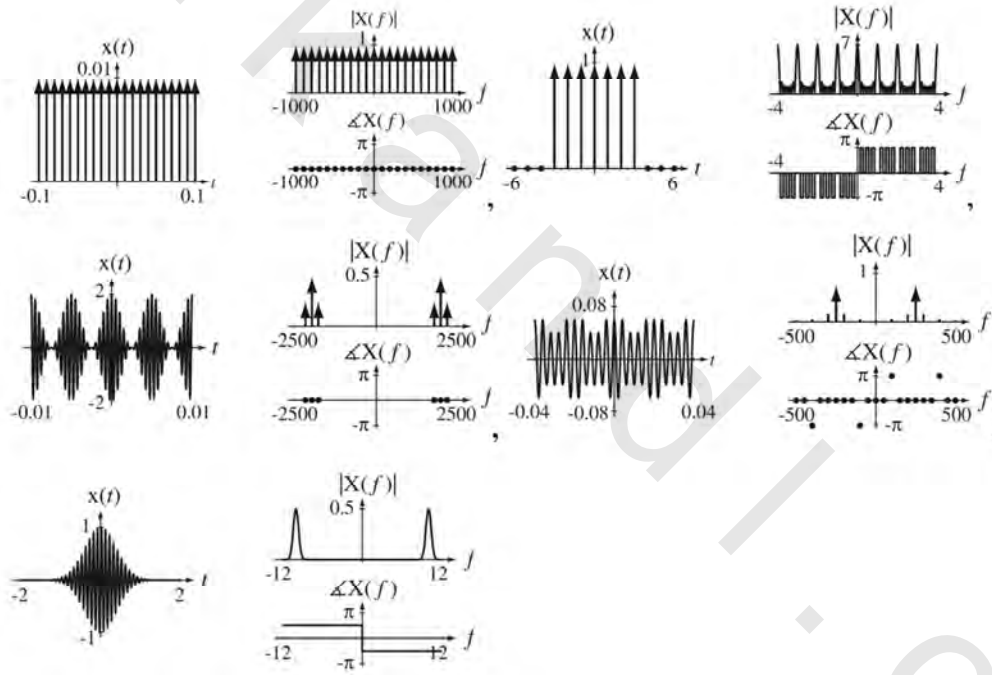 x(t)
0.01
-0.1 0.1 t
|X(f)|
1
-1000 1000 f
∡X(f)
π
-1000 1000 f
-π
,
x(t)
1
-6 6 t
|X(f)|
7
-4 4 f
∡X(f)
π
-4 4 f
-π
,
x(t)
2
t
-0.01 -2 0.01
|X(f)|
0.5
-2500 2500 f
∡X(f)
π
-2500 2500 f
-π
,
x(t)
0.08
t
-0.04 -0.08 0.04
|X(f)|
1
-500 500 f
∡X(f)
π
-500 500 f
-π
x(t)
1
-2 2 t
-1
|X(f)|
0.5
-12 12 f
∡X(f)
π
-12 12 f
-π